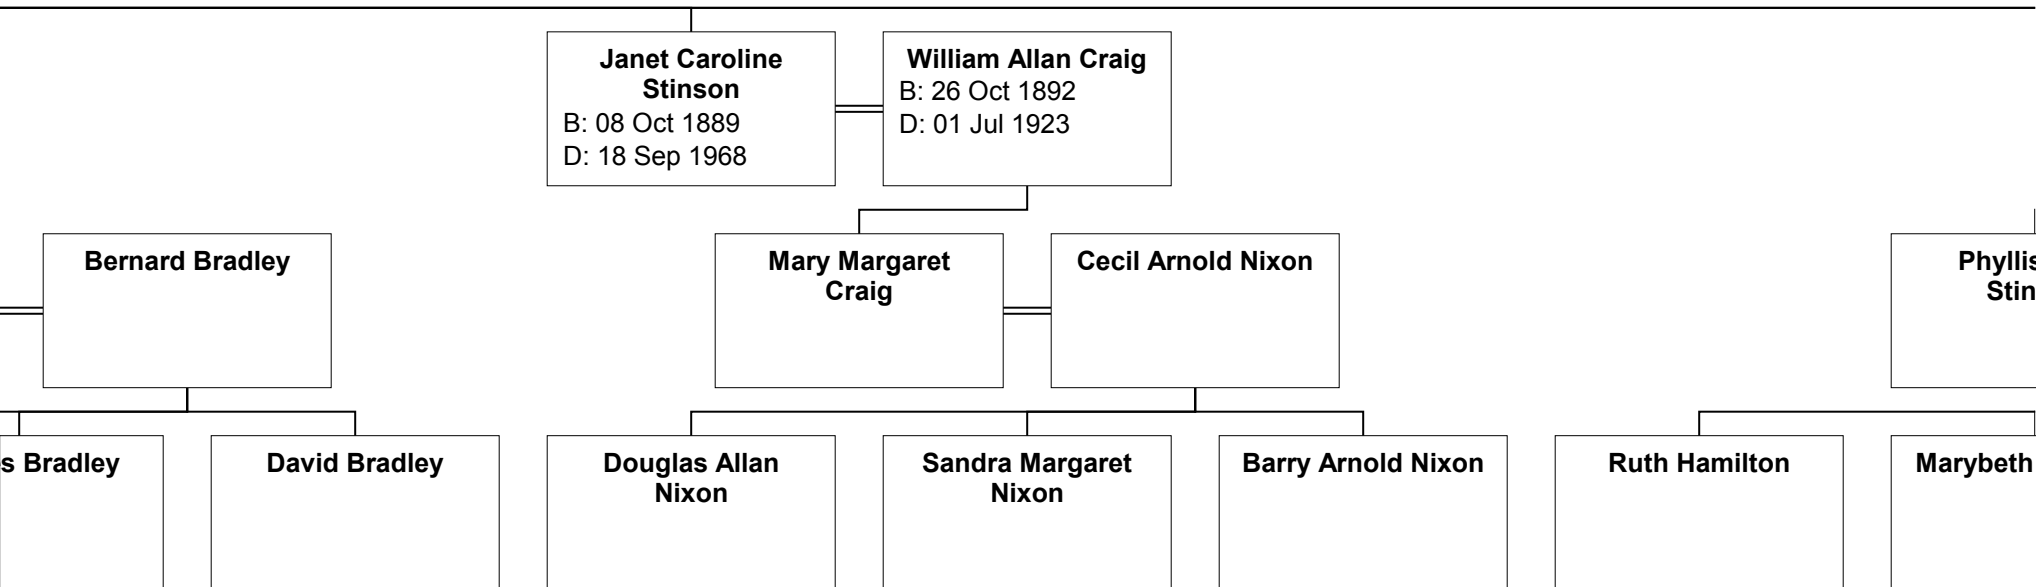 Janet Caroline
Stinson
B: 08 Oct 1889
D: 18 Sep 1968
William Allan Craig
B: 26 Oct 1892
D: 01 Jul 1923
Bernard Bradley
Mary Margaret
Craig
Cecil Arnold Nixon
s Bradley
David Bradley
Douglas Allan
Nixon
Sandra Margaret
Nixon
Barry Arnold Nixon
Ruth Hamilton
Marybeth